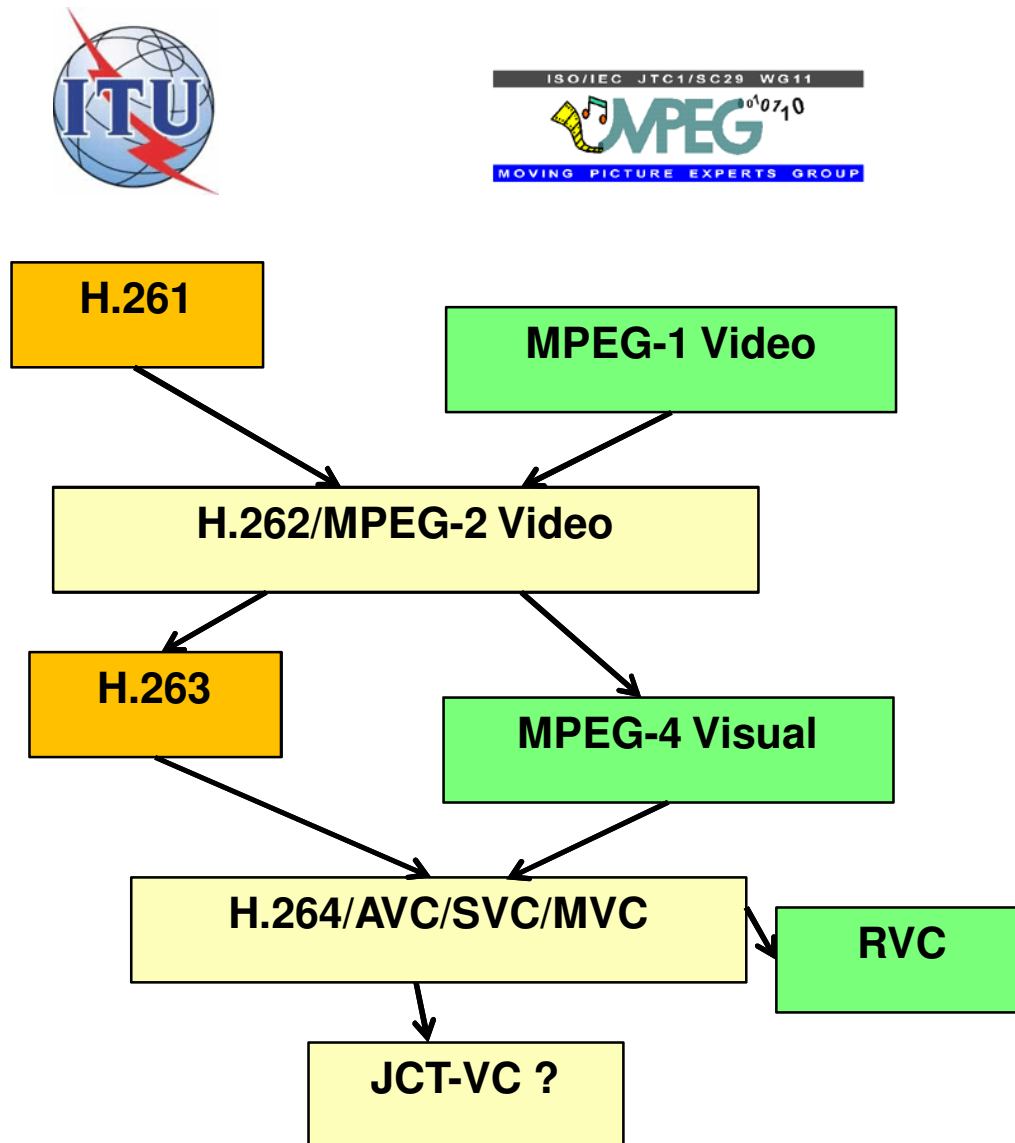 ITU
ISO/IEC JTC1/SC29 WG11
MPEG
0010710
MOVING PICTURE EXPERTS GROUP
H.261
MPEG-1 Video
H.262/MPEG-2 Video
H.263
MPEG-4 Visual
H.264/AVC/SVC/MVC
RVC
JCT-VC ?